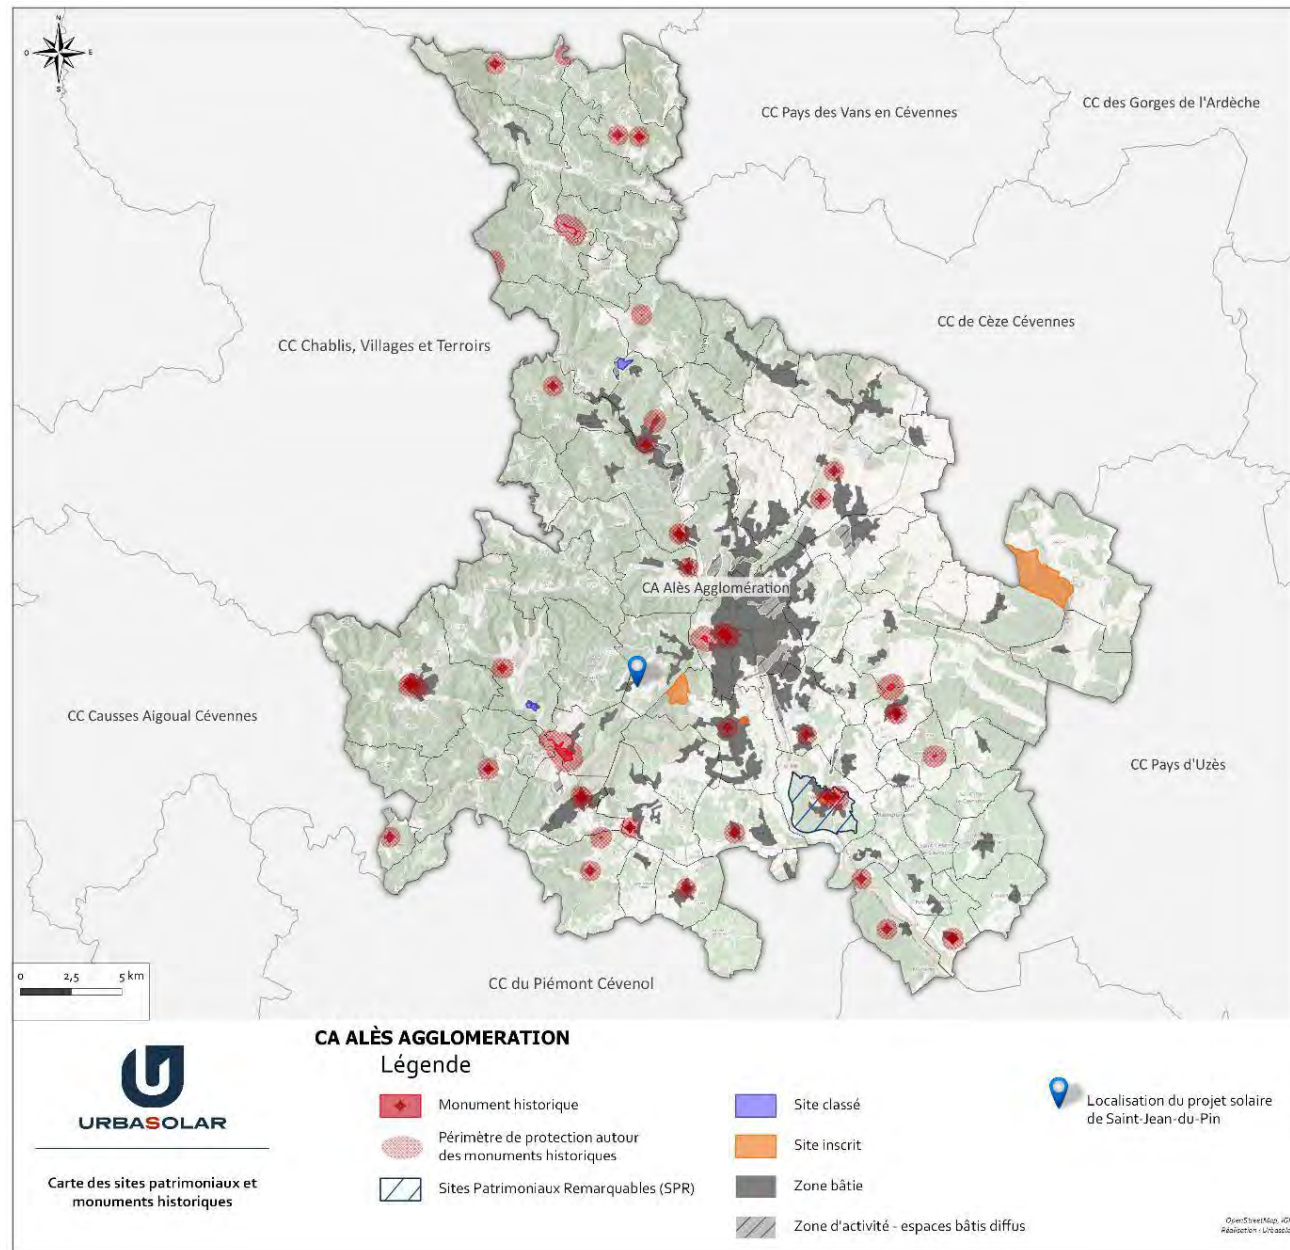 N
O
E
S
CC Pays des Vans en Cévennes
CC des Gorges de l'Ardèche
CC de Cèze Cévennes
CC Chablis, Villages et Terroirs
CA Alès Agglomération
CC Causses Aigoual Cévennes
CC Pays d'Uzès
CC du Piémont Cévenol
0 2,5 5 km
CA ALÈS AGGLOMERATION
Légende
URBASOLAR
Carte des sites patrimoniaux et
monuments historiques
Monument historique
Périmètre de protection autour
des monuments historiques
Sites Patrimoniaux Remarquables (SPR)
Site classé
Site inscrit
Zone bâtie
Zone d'activité - espaces bâtis diffus
Localisation du projet solaire
de Saint-Jean-du-Pin
OpenStreetMap, IG
Réalisation : Urbasola